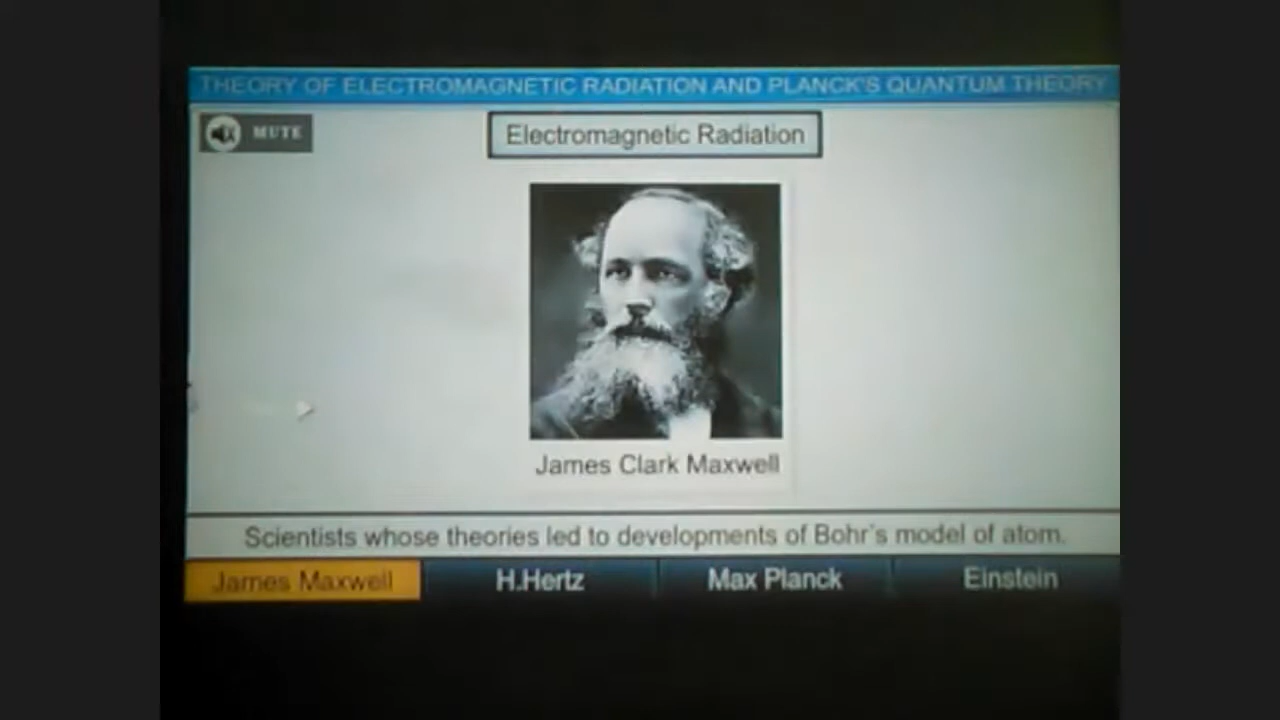 THEORY OF ELECTROMAGNETIC RADIATION AND PLANCK'S QUANTUM THEORY
MUTE
Electromagnetic Radiation
James Clark Maxwell
Scientists whose theories led to developments of Bohr's model of atom.
James Maxwell
H.Hertz
Max Planck
Einstein